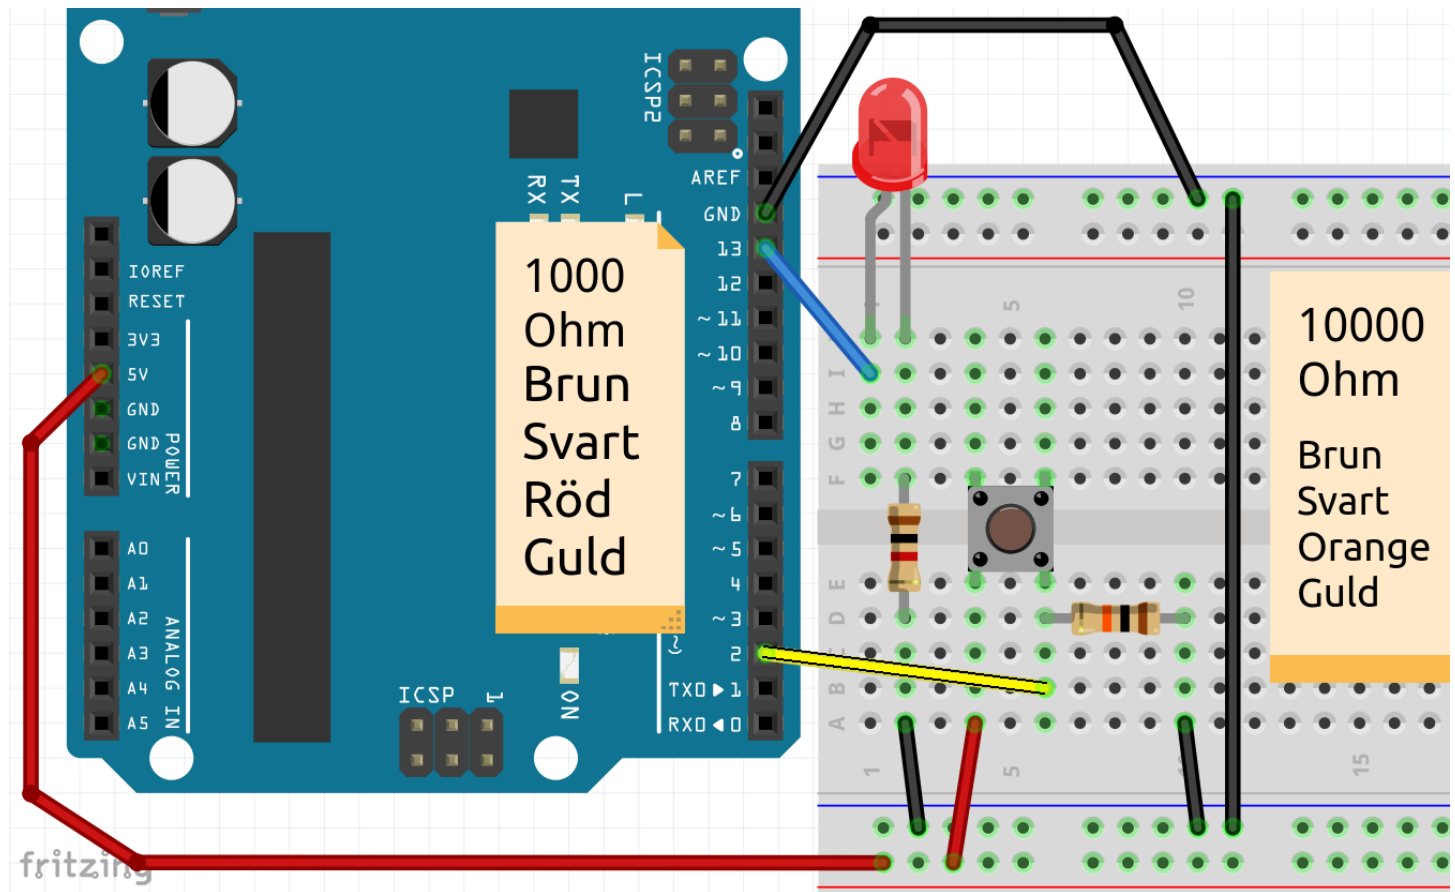 ICSP2
AREF
GND
13
12
~11
~10
~9
8
7
~6
~5
4
~3
2
TX0▶1
RX0◀0
RX
TX
L
IOREF
RESET
3V3
5V
GND
GND
VIN
POWER
A0
A1
A2
A3
A4
A5
ANALOG IN
ICSP
1
ON
1000
Ohm
Brun
Svart
Röd
Guld
5
10
I
H
G
F
E
D
B
A
1
5
15
10000
Ohm
Brun
Svart
Orange
Guld
fritzing